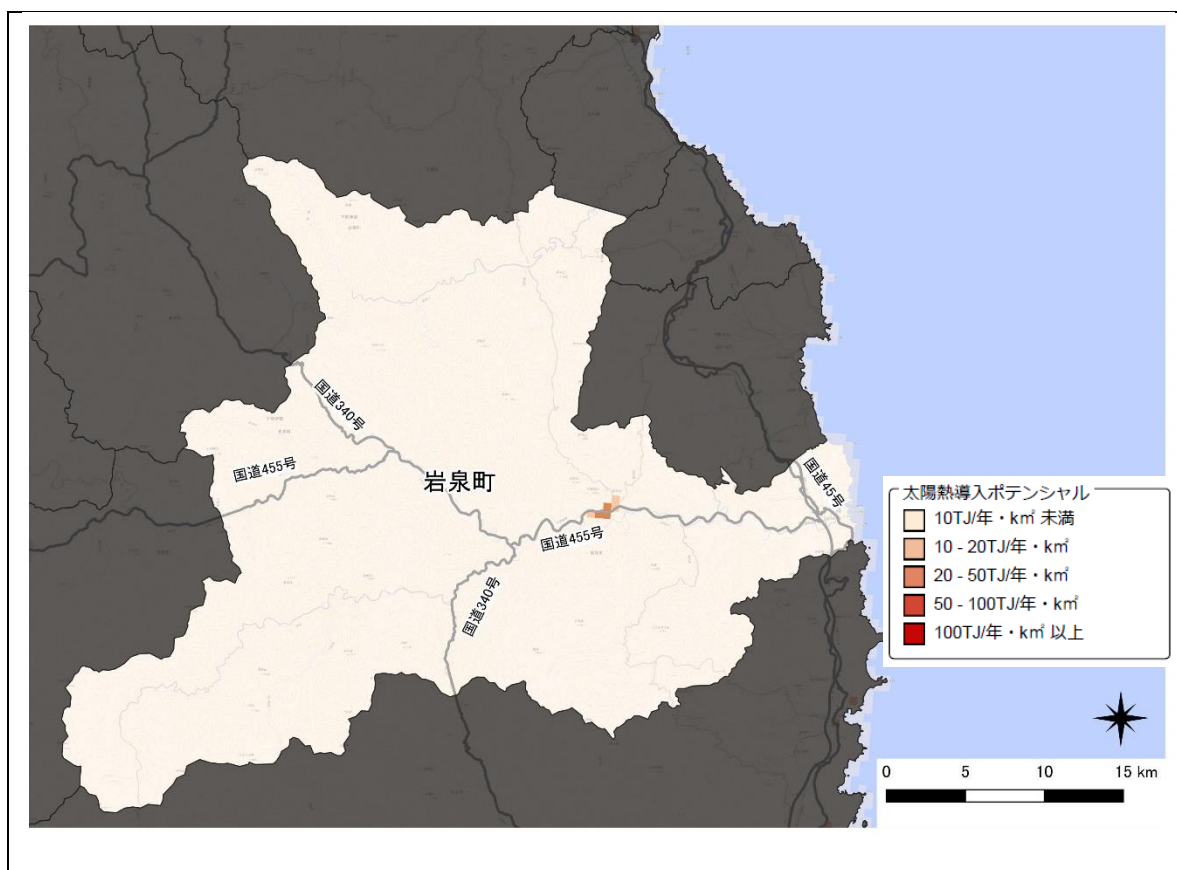 国道340号
国道455号
岩泉町
国道45号
国道455号
国道340号
太陽熱導入ポテンシャル
10TJ/年・km² 未満
10 - 20TJ/年・km²
20 - 50TJ/年・km²
50 - 100TJ/年・km²
100TJ/年・km² 以上
0 5 10 15 km